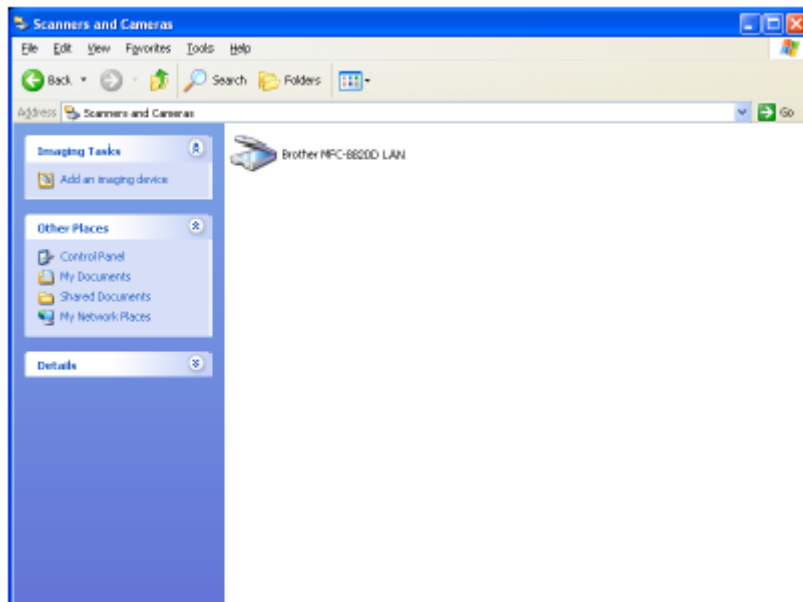 Scanners and Cameras
File Edit View Favorites Tools Help
Back Search Folders
Address Scanners and Cameras Go
Imaging Tasks
Add an imaging device
Brother MFC-8820D LAN
Other Places
Control Panel
My Documents
Shared Documents
My Network Places
Details